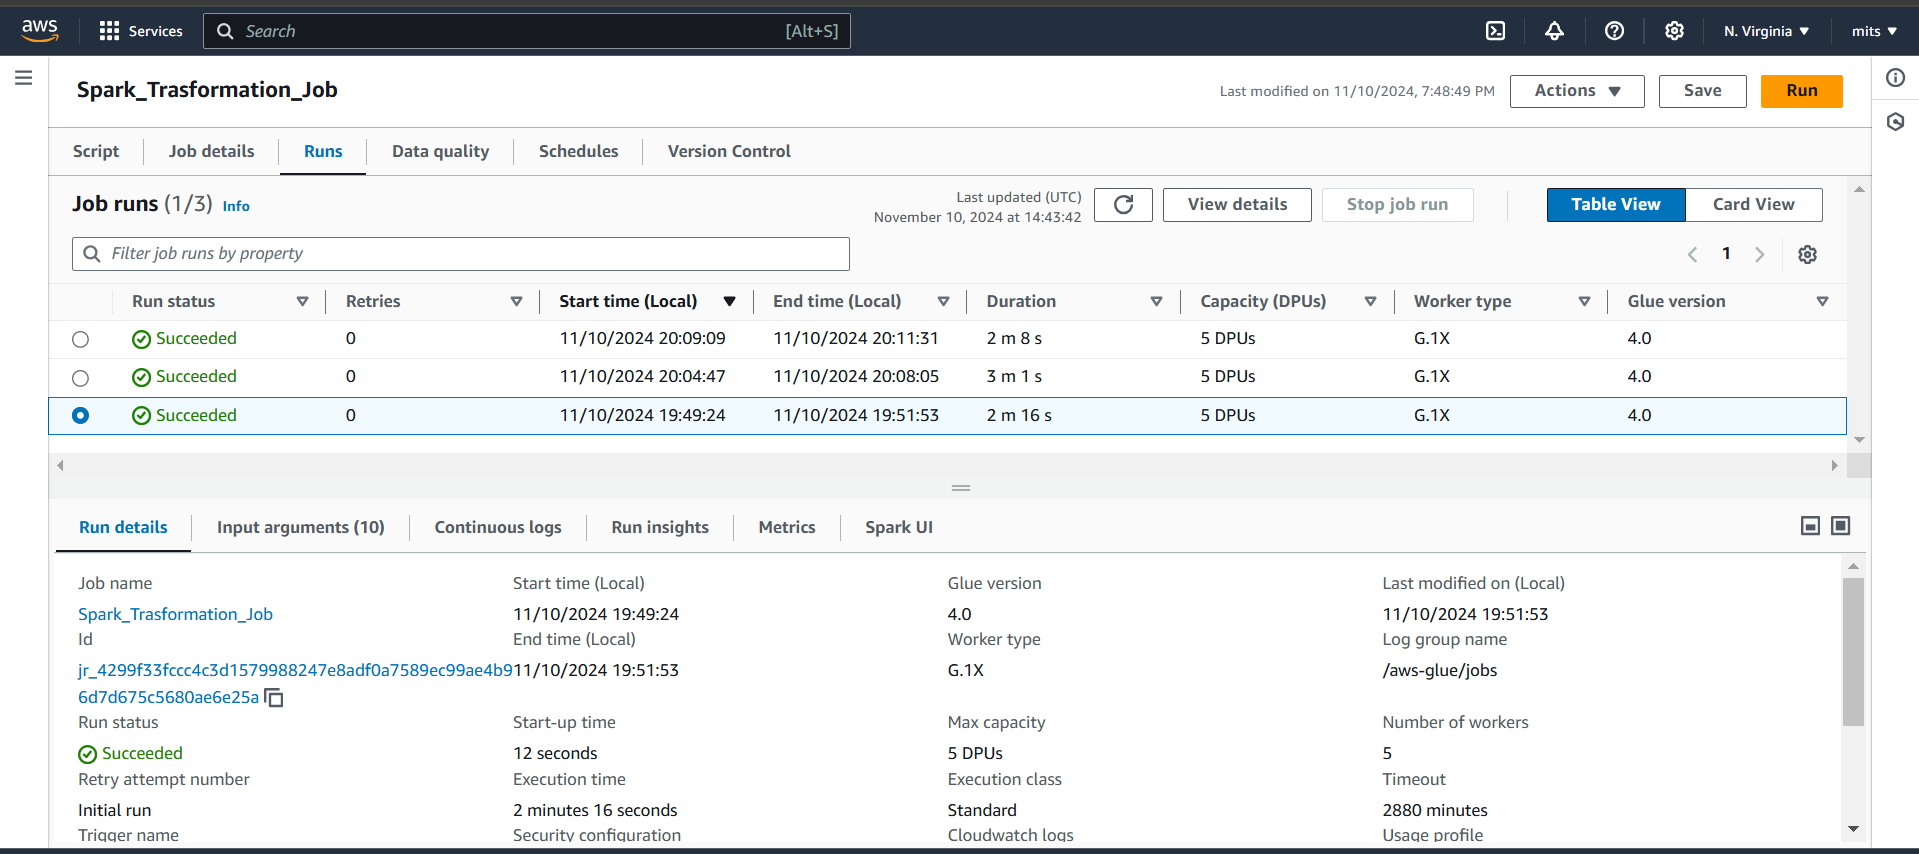 aws Services Search [Alt+S] N. Virginia mits
Spark_Trasformation_Job Last modified on 11/10/2024, 7:48:49 PM Actions Save Run
Script Job details Runs Data quality Schedules Version Control
Job runs (1/3) Info Last updated (UTC) November 10, 2024 at 14:43:42 View details Stop job run Table View Card View
Filter job runs by property 1
Run status Retries Start time (Local) End time (Local) Duration Capacity (DPUs) Worker type Glue version
Succeeded 0 11/10/2024 20:09:09 11/10/2024 20:11:31 2 m 8 s 5 DPUs G.1X 4.0
Succeeded 0 11/10/2024 20:04:47 11/10/2024 20:08:05 3 m 1 s 5 DPUs G.1X 4.0
Succeeded 0 11/10/2024 19:49:24 11/10/2024 19:51:53 2 m 16 s 5 DPUs G.1X 4.0
Run details Input arguments (10) Continuous logs Run insights Metrics Spark UI
Job name Start time (Local) Glue version Last modified on (Local)
Spark_Trasformation_Job 11/10/2024 19:49:24 4.0 11/10/2024 19:51:53
Id End time (Local) Worker type Log group name
jr_4299f33fccc4c3d1579988247e8adf0a7589ec99ae4b9 11/10/2024 19:51:53 G.1X /aws-glue/jobs
6d7d675c5680ae6e25a
Run status Start-up time Max capacity Number of workers
Succeeded 12 seconds 5 DPUs 5
Retry attempt number Execution time Execution class Timeout
Initial run 2 minutes 16 seconds Standard 2880 minutes
Trigger name Security configuration Cloudwatch logs Usage profile